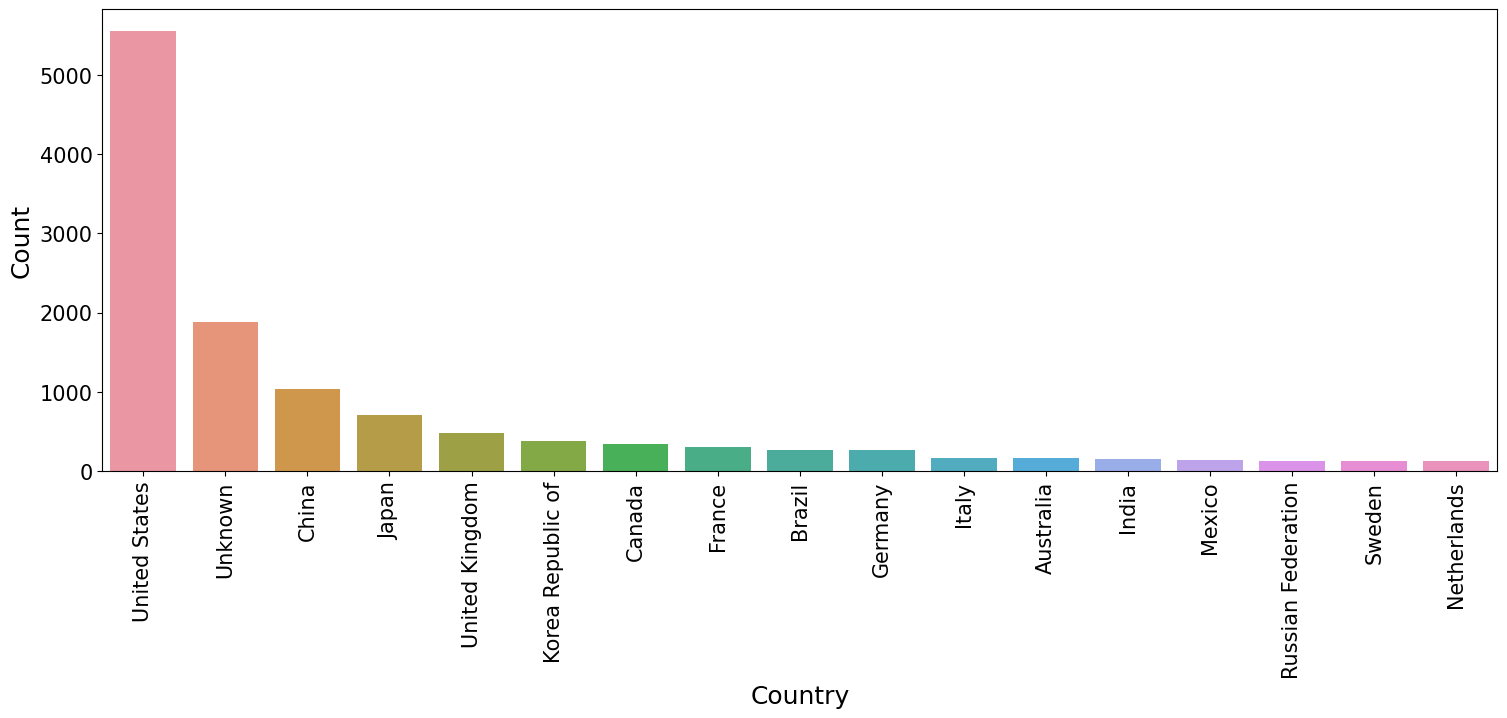 5000
4000
3000
2000
1000
0
Count
United States
Unknown
China
Japan
United Kingdom
Korea Republic of
Canada
France
Brazil
Germany
Italy
Australia
India
Mexico
Russian Federation
Sweden
Netherlands
Country